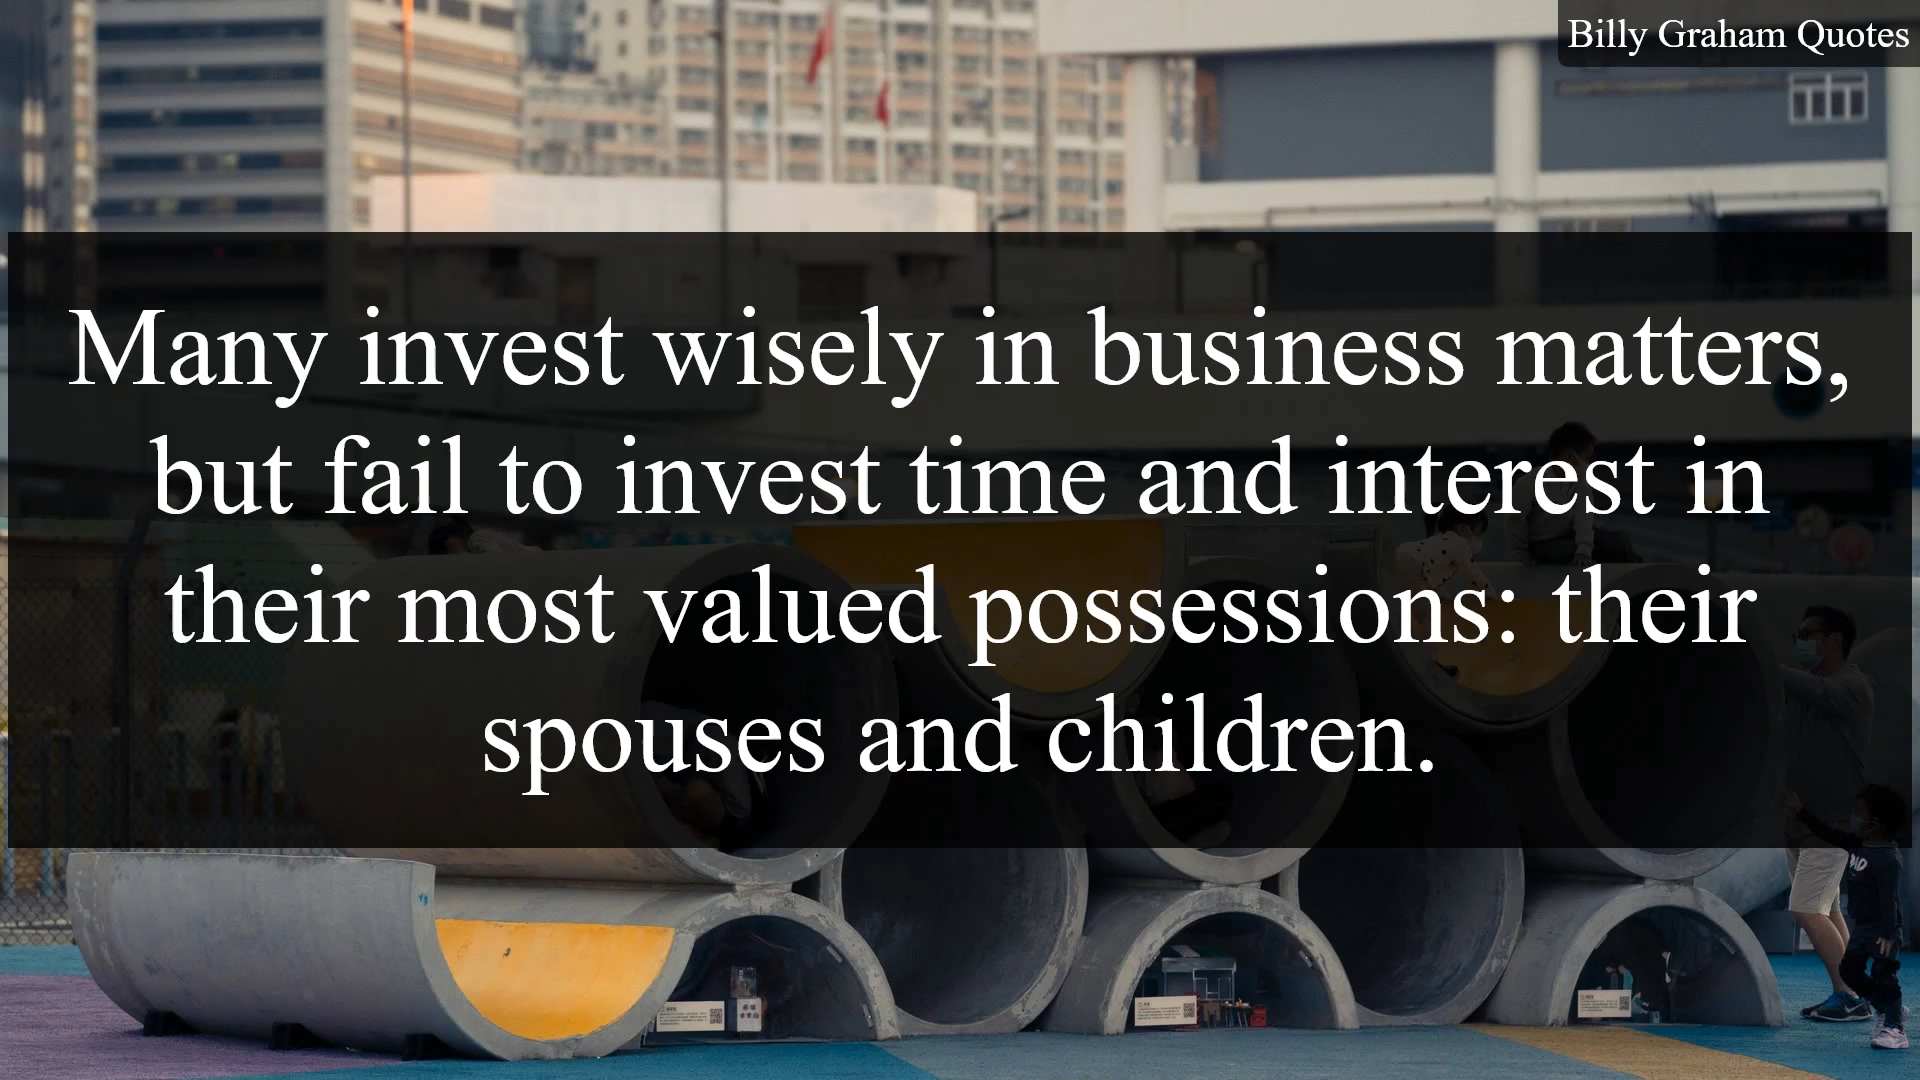 Billy Graham Quotes
Many invest wisely in business matters,
but fail to invest time and interest in
their most valued possessions: their
spouses and children.